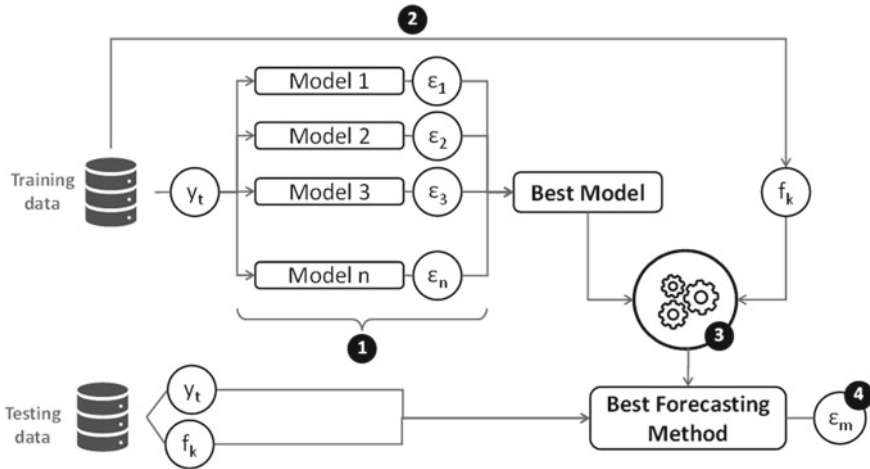 2
Model 1 ε1
Model 2 ε2
Training
data
yt
Model 3 ε3
Best Model
fk
Model n εn
3
1
yt
4
Testing
data
Best Forecasting
Method
εm
fk